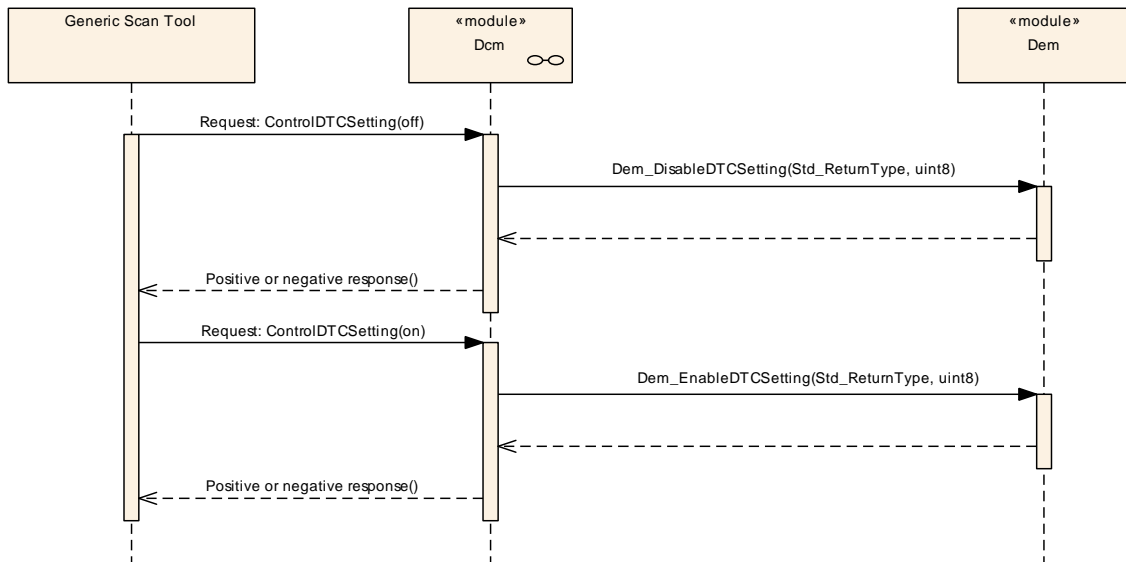 Generic Scan Tool
«module»
Dcm
«module»
Dem
Request: ControlDTCSetting(off)
Dem_DisableDTCSetting(Std_ReturnType, uint8)
Positive or negative response()
Request: ControlDTCSetting(on)
Dem_EnableDTCSetting(Std_ReturnType, uint8)
Positive or negative response()